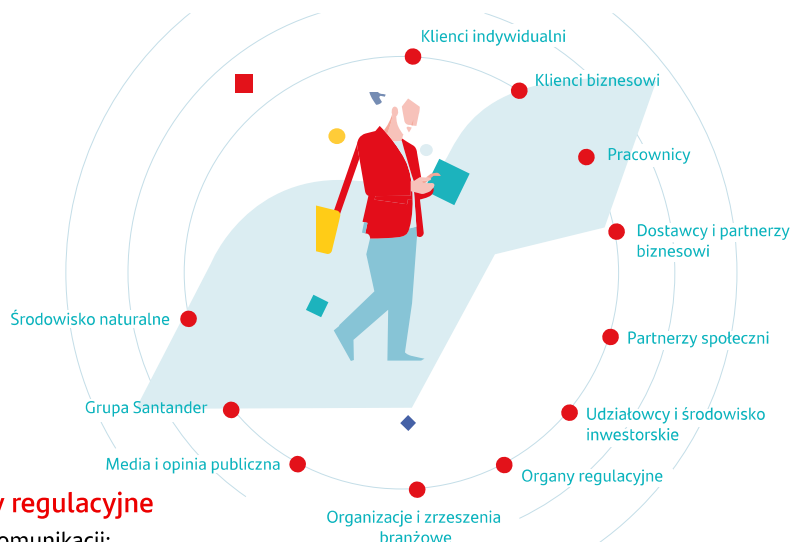 Klienci indywidualni
Klienci biznesowi
Pracownicy
Dostawcy i partnerzy
biznesowi
Środowisko naturalne
Partnerzy społeczni
Grupa Santander
Udziałowcy i środowisko
inwestorskie
Media i opinia publiczna
Organy regulacyjne
regulacyjne
Organizacje i zrzeszenia
branżowe